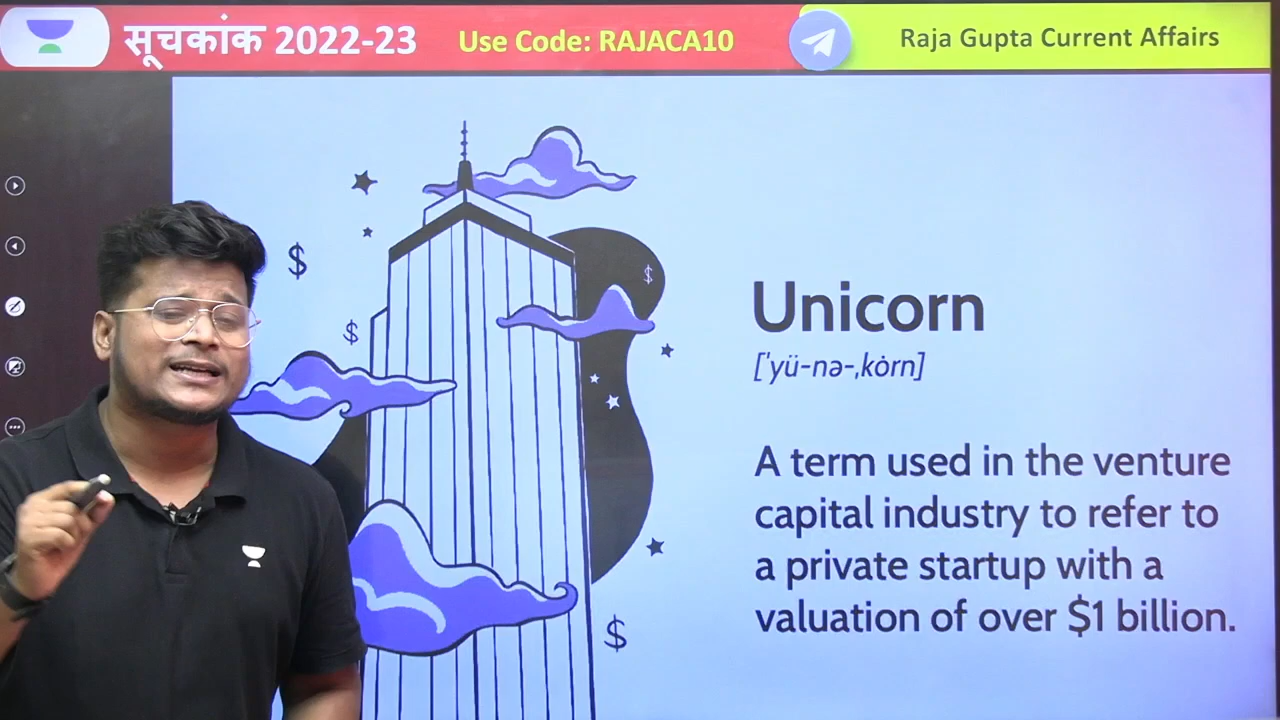 सूचकांक 2022-23 Use Code: RAJACA10 Raja Gupta Current Affairs
$
$
$
Unicorn
['yü-nə-,kȯrn]
A term used in the venture
capital industry to refer to
a private startup with a
valuation of over $1 billion.
$